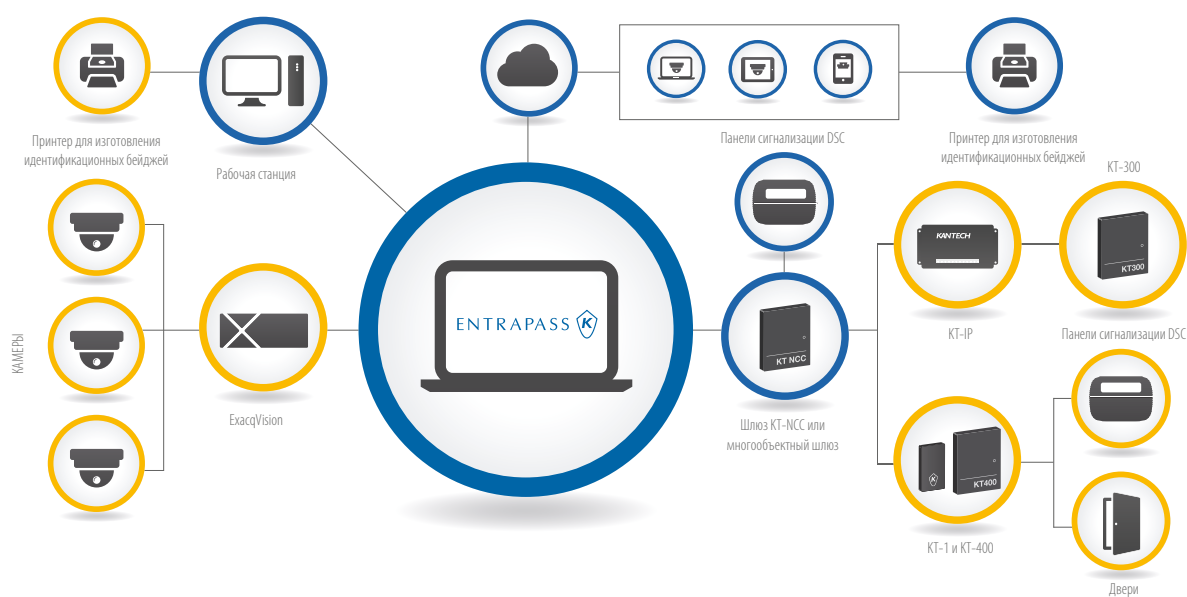 Принтер для изготовления
идентификационных бейджей
Рабочая станция
Панели сигнализации DSC
Принтер для изготовления
идентификационных бейджей
KT-300
KANTECH
KT300
ENTRAPASS K
KT NCC
KT-IP
Панели сигнализации DSC
КАМЕРЫ
ExacqVision
Шлюз KT-NCC или
многообъектный шлюз
K
KT400
KT-1 и KT-400
Двери